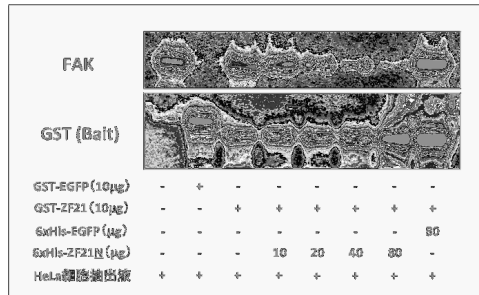 FAK
GST (Bait)
GST-EGFP(10μg) - + - - - - - -
GST-ZF21 (10μg) - - + + + + + +
6xHis-EGFP(μg) - - - - - - - 80
6xHis-ZF21N(μg) - - - 10 20 40 80 -
HeLa細胞抽出液 + + + + + + + +